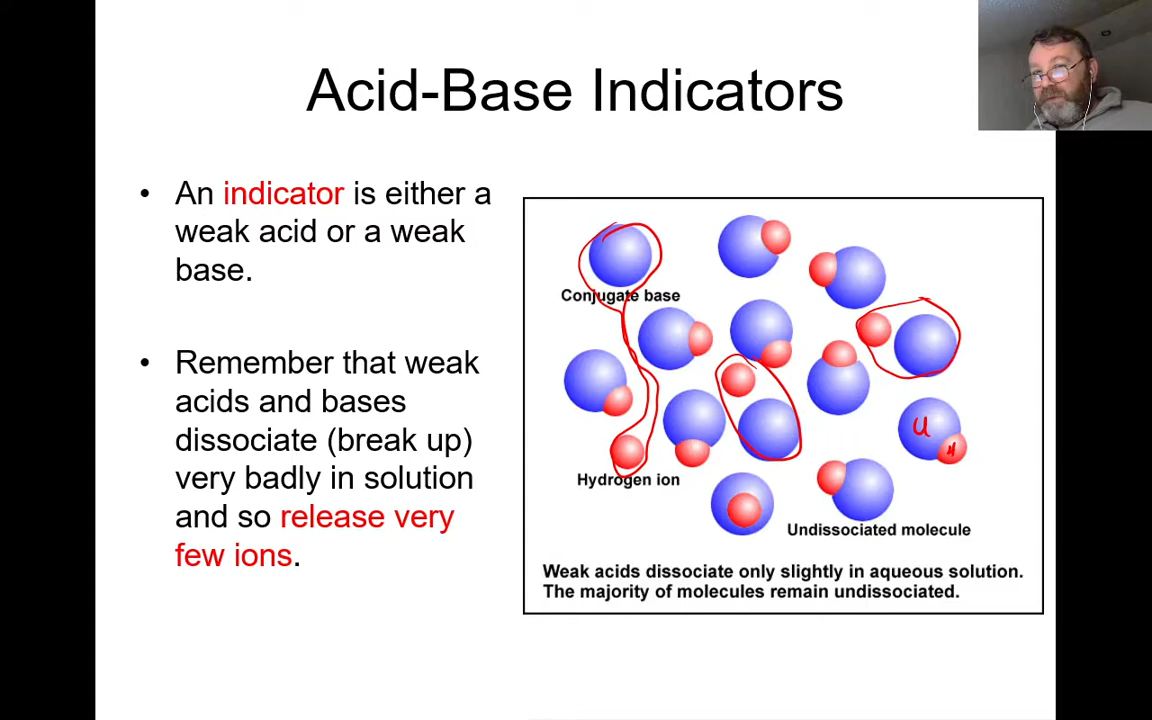 Acid-Base Indicators
• An indicator is either a
weak acid or a weak
base.
• Remember that weak
acids and bases
dissociate (break up)
very badly in solution
and so release very
few ions.
Conjugate base
Hydrogen ion
Undissociated molecule
Weak acids dissociate only slightly in aqueous solution.
The majority of molecules remain undissociated.